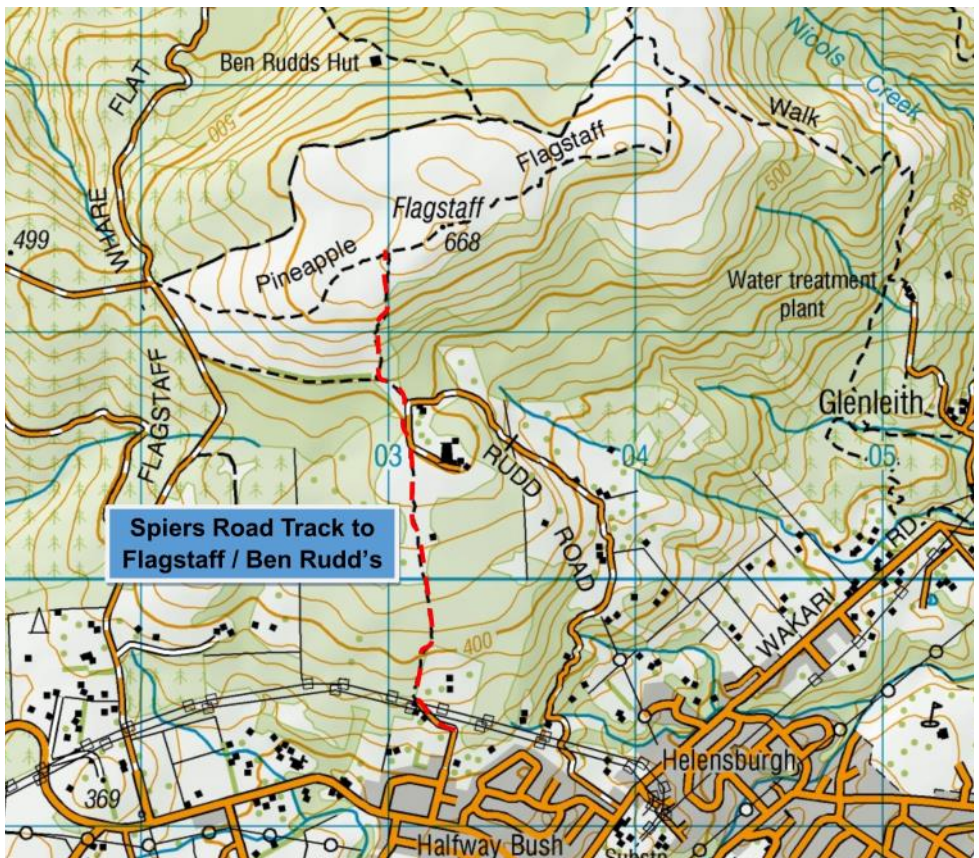 Nicols
Creek
Ben Rudds Hut
FLAT
500
Walk
Flagstaff
500
300
WHARE
Flagstaff
668
499
Pineapple
Water treatment
plant
FLAGSTAFF
Glenleith
03
04
05
RUDD
ROAD
Spiers Road Track to
Flagstaff / Ben Rudd's
WAKARI RD
400
Helensburgh
369
Halfway Bush